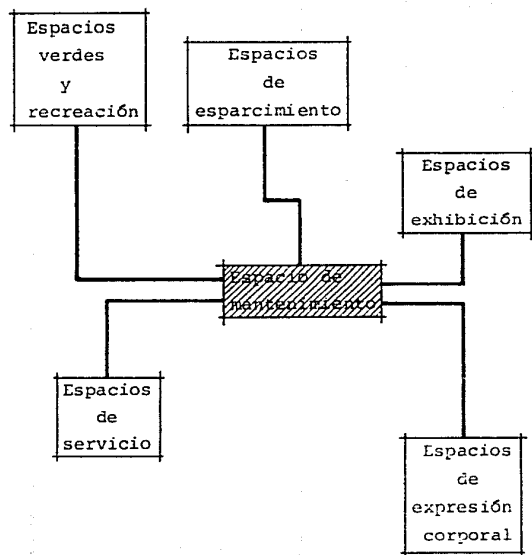 Espacios
verdes
y
recreación
Espacios
de
esparcimiento
Espacios
de
exhibición
Espacio de
mantenimiento
Espacios
de
servicio
Espacios
de
expresión
corporal